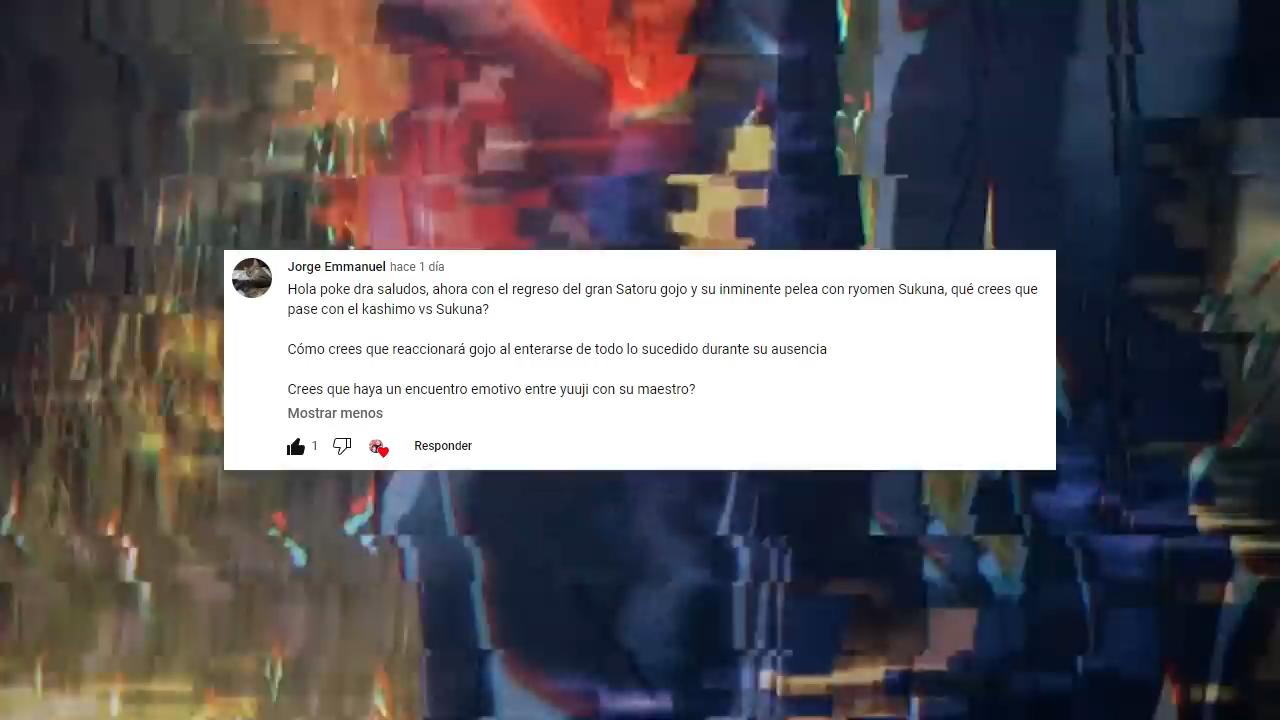 Jorge Emmanuel hace 1 día
Hola poke dra saludos, ahora con el regreso del gran Satoru gojo y su inminente pelea con ryomen Sukuna, qué crees que
pase con el kashimo vs Sukuna?
Cómo crees que reaccionará gojo al enterarse de todo lo sucedido durante su ausencia
Crees que haya un encuentro emotivo entre yuuji con su maestro?
Mostrar menos
1 Responder